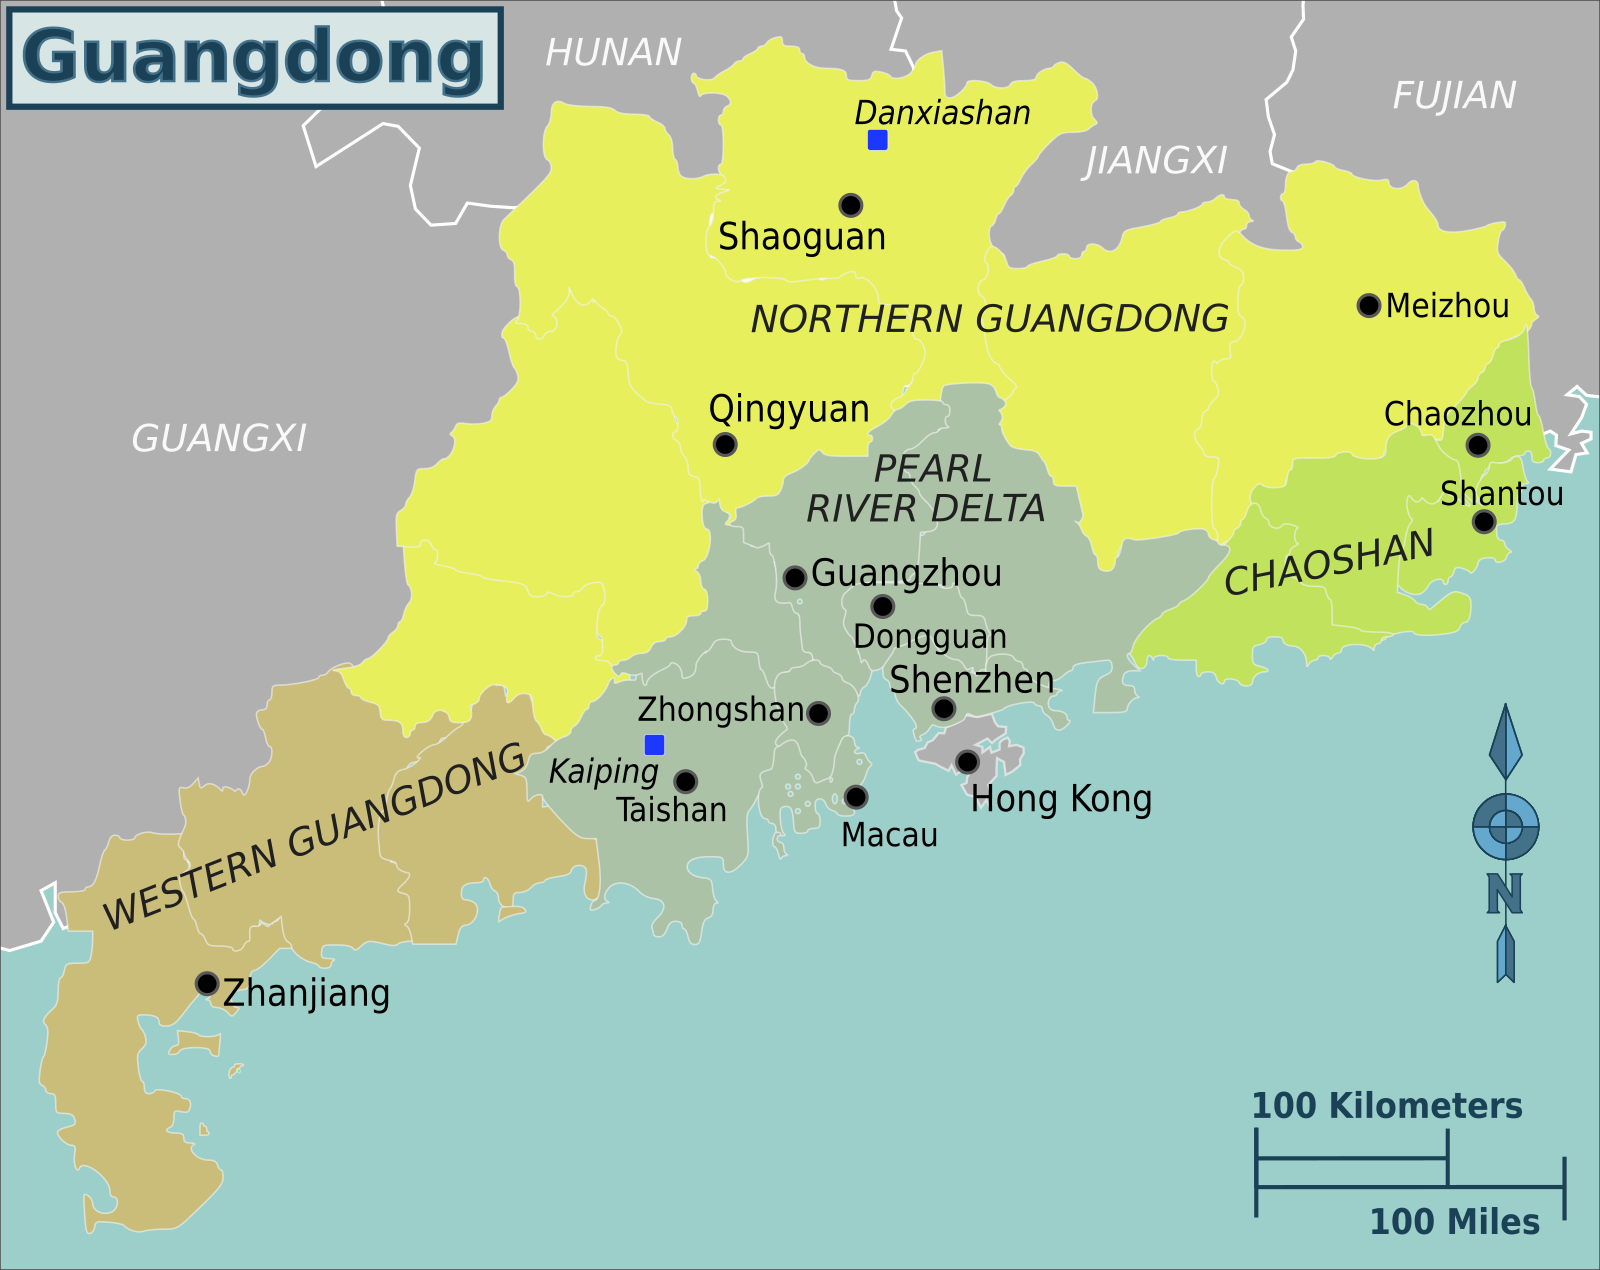 Guangdong
HUNAN
FUJIAN
Danxiashan
JIANGXI
Shaoguan
NORTHERN GUANGDONG
Meizhou
Qingyuan
Chaozhou
GUANGXI
PEARL
RIVER DELTA
Shantou
CHAOSHAN
Guangzhou
Dongguan
Shenzhen
Zhongshan
Kaiping
Taishan
Hong Kong
Macau
WESTERN GUANGDONG
N
Zhanjiang
100 Kilometers
100 Miles